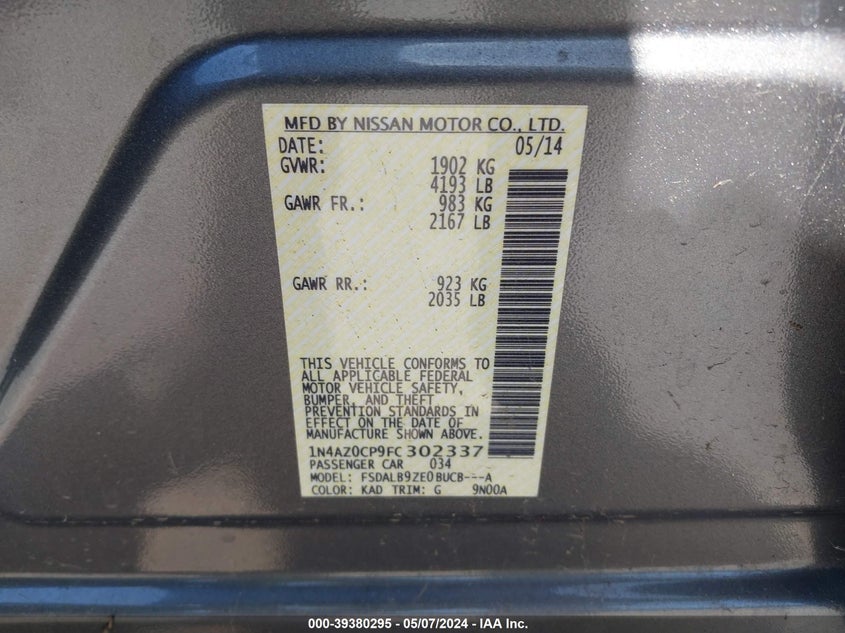 MFD BY NISSAN MOTOR CO., LTD.
DATE: 05/14
GVWR: 1902 KG
4193 LB
GAWR FR.: 983 KG
2167 LB
GAWR RR.: 923 KG
2035 LB
THIS VEHICLE CONFORMS TO
ALL APPLICABLE FEDERAL
MOTOR VEHICLE SAFETY,
BUMPER, AND THEFT
PREVENTION STANDARDS IN
EFFECT ON THE DATE OF
MANUFACTURE SHOWN ABOVE.
1N4AZ0CP9FC302337
PASSENGER CAR 034
MODEL: FSDALB9ZE0BUCB---A
COLOR: KAD TRIM: G 9N00A
000-39380295 - 05/07/2024 - IAA Inc.